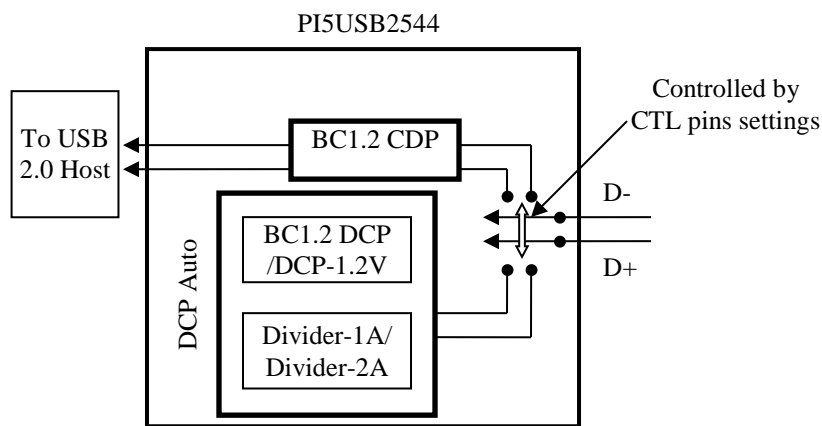 PI5USB2544
To USB
2.0 Host
BC1.2 CDP
Controlled by
CTL pins settings
D-
D+
DCP Auto
BC1.2 DCP
/DCP-1.2V
Divider-1A/
Divider-2A